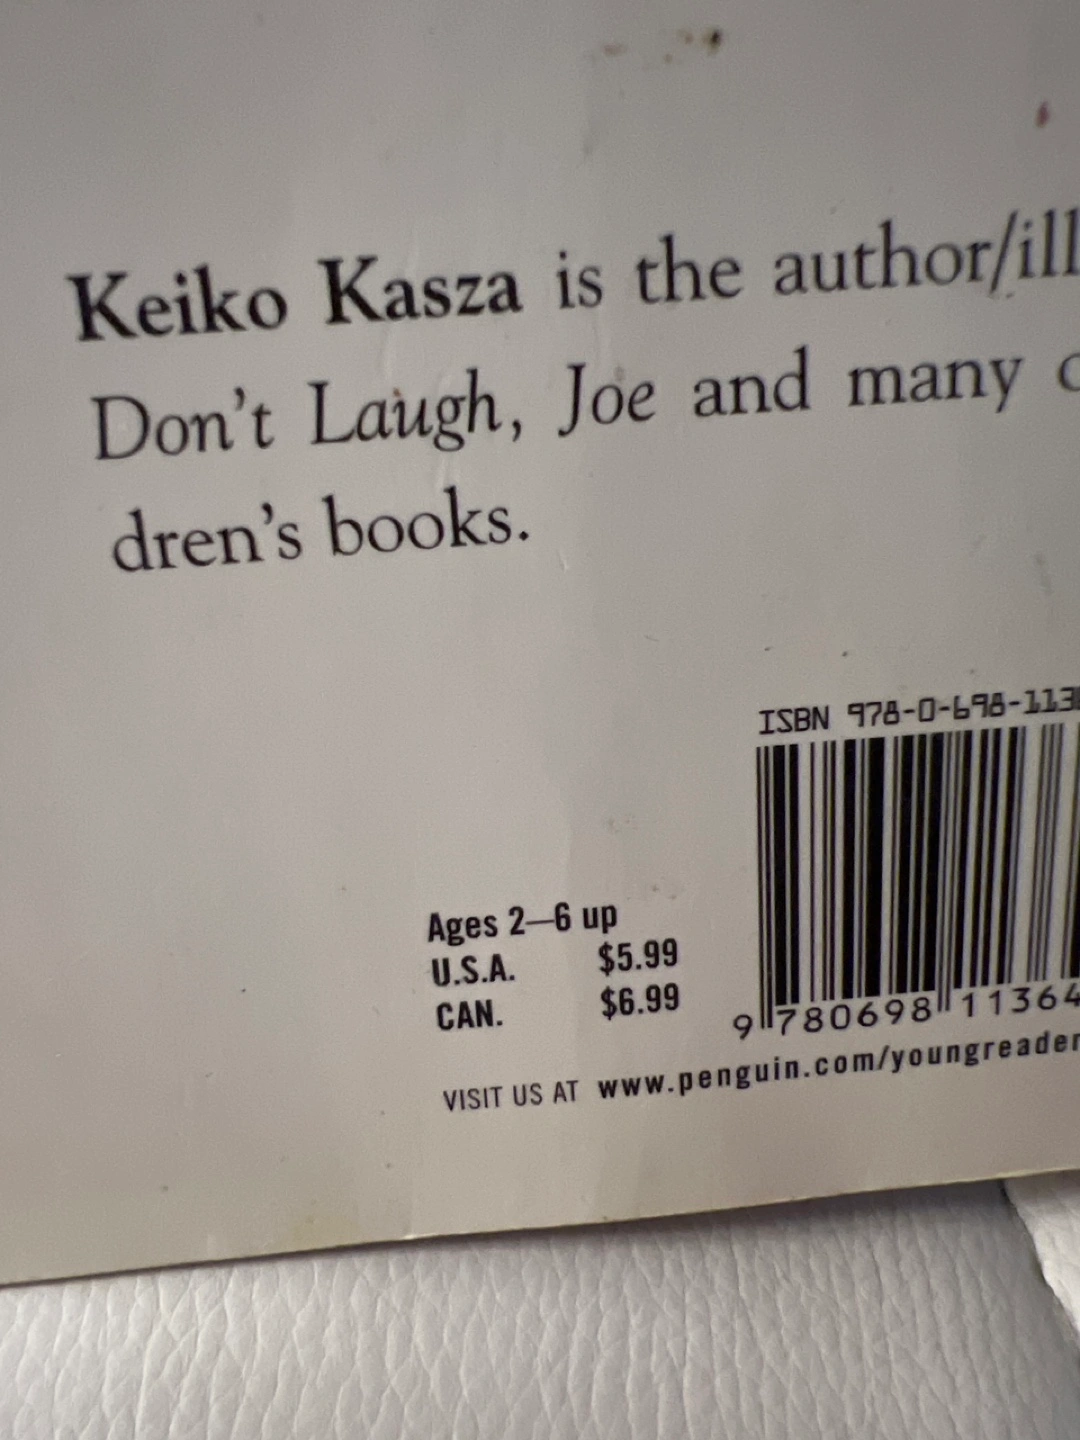 Keiko Kasza is the author/ill
Don't Laugh, Joe and many
dren's books.
ISBN 978-0-698-113
Ages 2–6 up
U.S.A. $5.99
CAN. $6.99
9 780698 11364
VISIT US AT www.penguin.com/youngreader